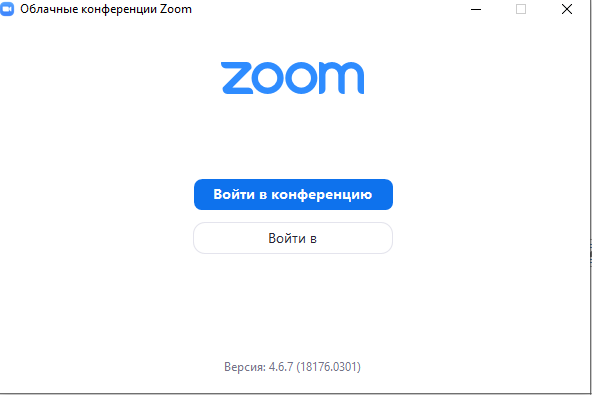 Облачные конференции Zoom
zoom
Войти в конференцию
Войти в
Версия: 4.6.7 (18176.0301)